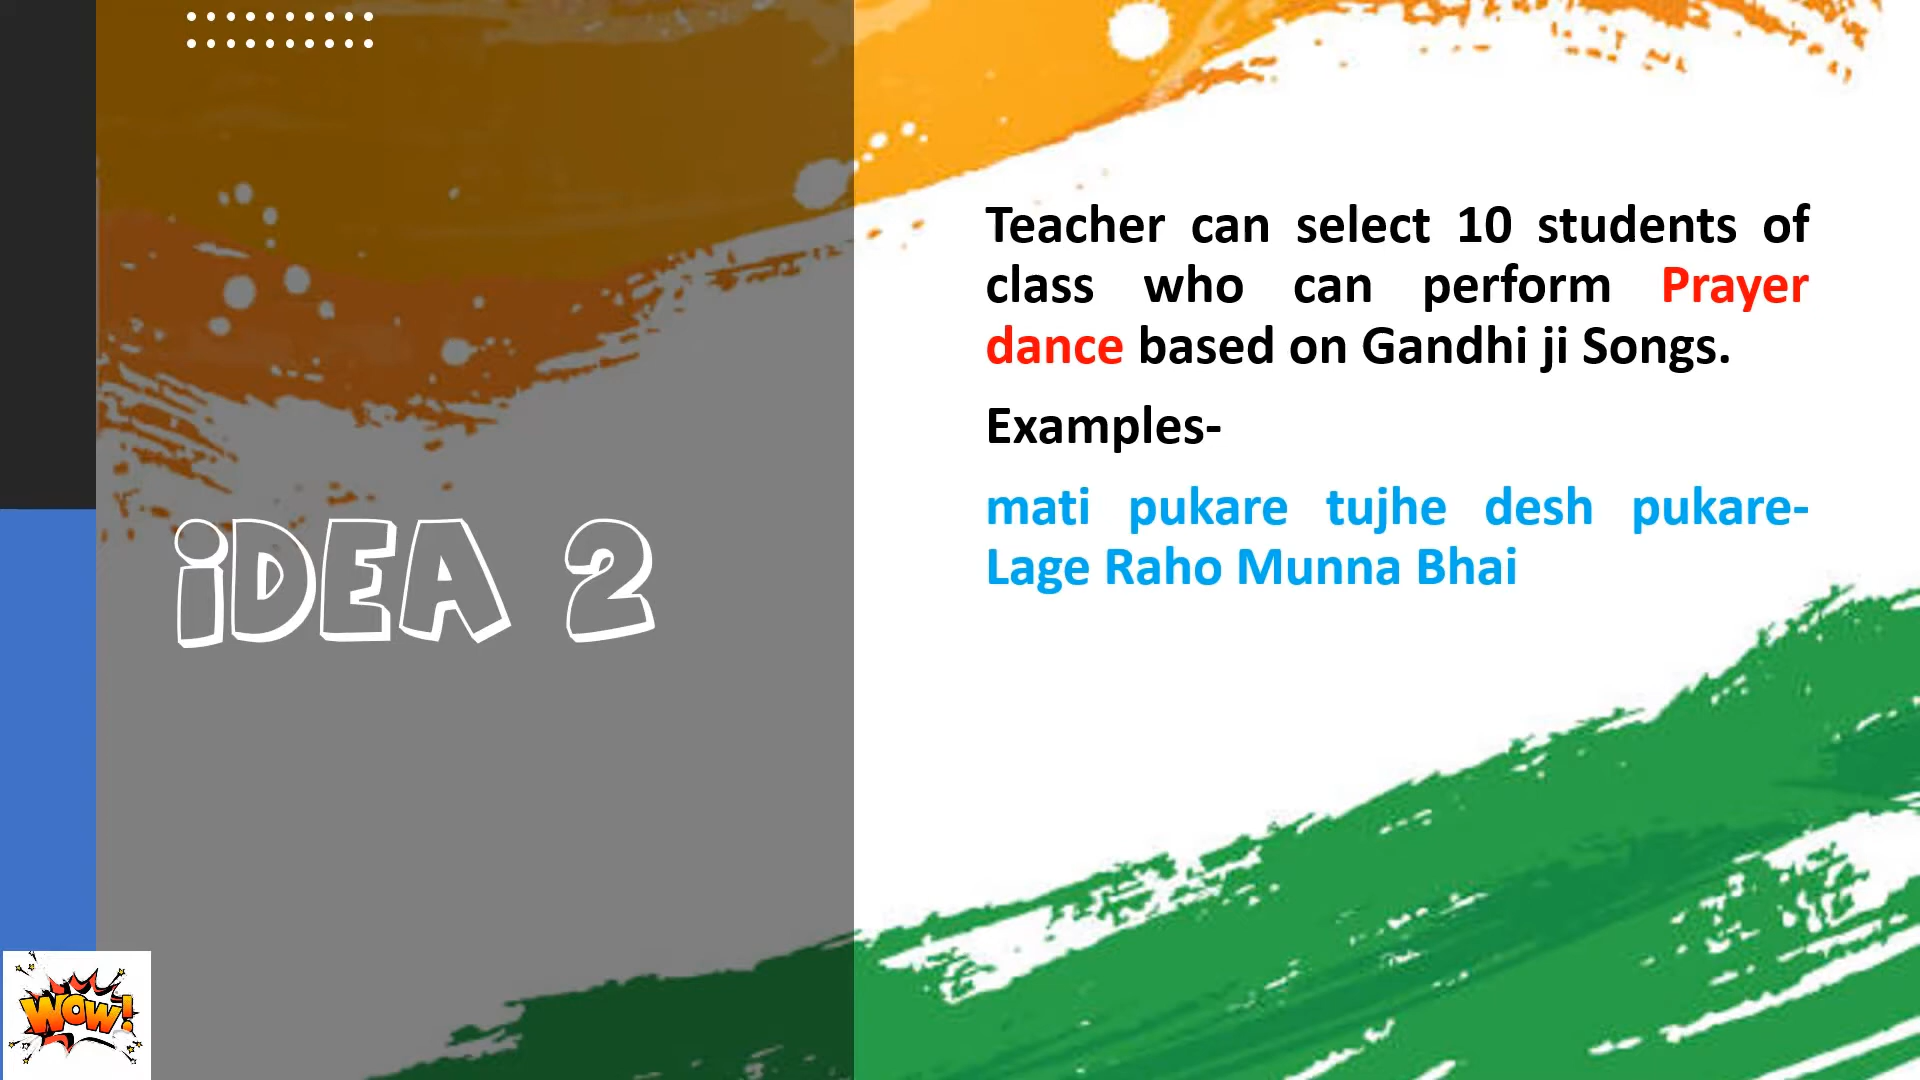 iDEA 2
Teacher can select 10 students of
class who can perform Prayer
dance based on Gandhi ji Songs.
Examples-
mati pukare tujhe desh pukare-
Lage Raho Munna Bhai
WOW!